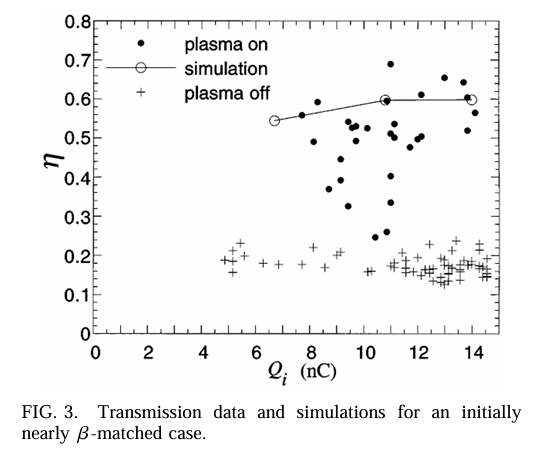 0.8
0.7
0.6
0.5
0.4
0.3
0.2
0.1
0
η
plasma on
simulation
plasma off
0 2 4 6 8 10 12 14
Qi (nC)
FIG. 3. Transmission data and simulations for an initially
nearly β-matched case.